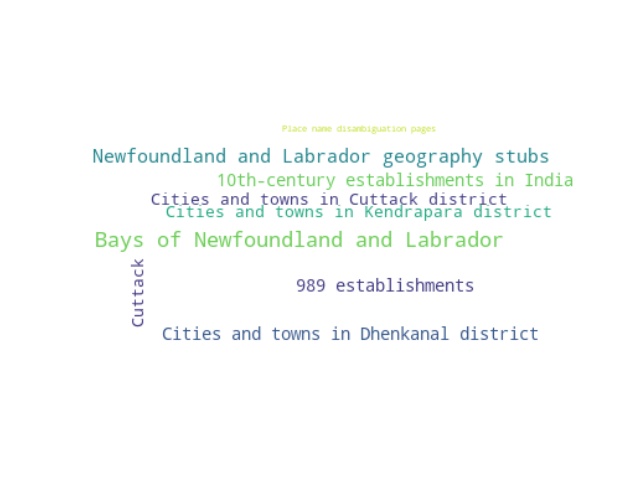 Place name disambiguation pages
Newfoundland and Labrador geography stubs
10th-century establishments in India
Cities and towns in Cuttack district
Cities and towns in Kendrapara district
Bays of Newfoundland and Labrador
Cuttack
989 establishments
Cities and towns in Dhenkanal district